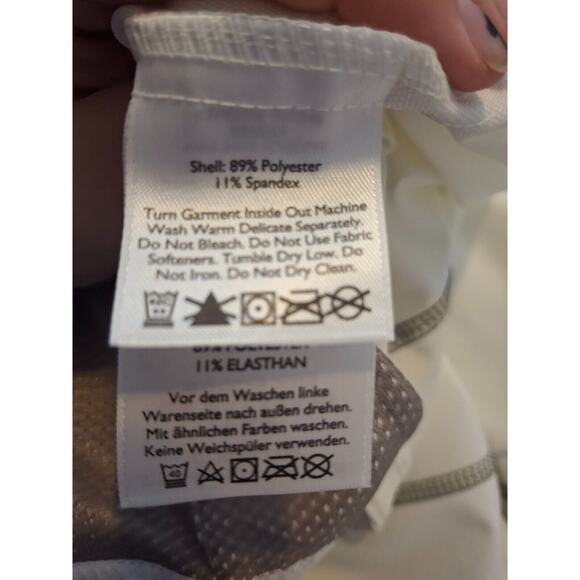 Shell: 89% Polyester
11% Spandex
Turn Garment Inside Out Machine
Wash Warm Delicate Separately.
Do Not Bleach. Do Not Use Fabric
Softeners. Tumble Dry Low. Do
Not Iron. Do Not Dry Clean.
89% POLYESTER
11% ELASTHAN
Vor dem Waschen linke
Warenseite nach außen drehen.
Mit ähnlichen Farben waschen.
Keine Weichspüler verwenden.
40